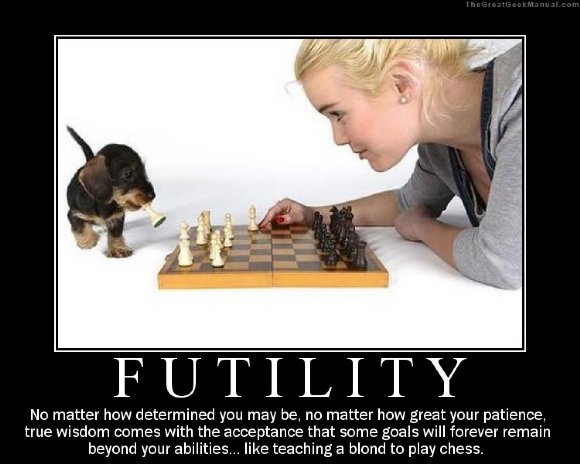 TheGreatGeekManual.com
FUTILITY
No matter how determined you may be, no matter how great your patience,
true wisdom comes with the acceptance that some goals will forever remain
beyond your abilities... like teaching a blond to play chess.